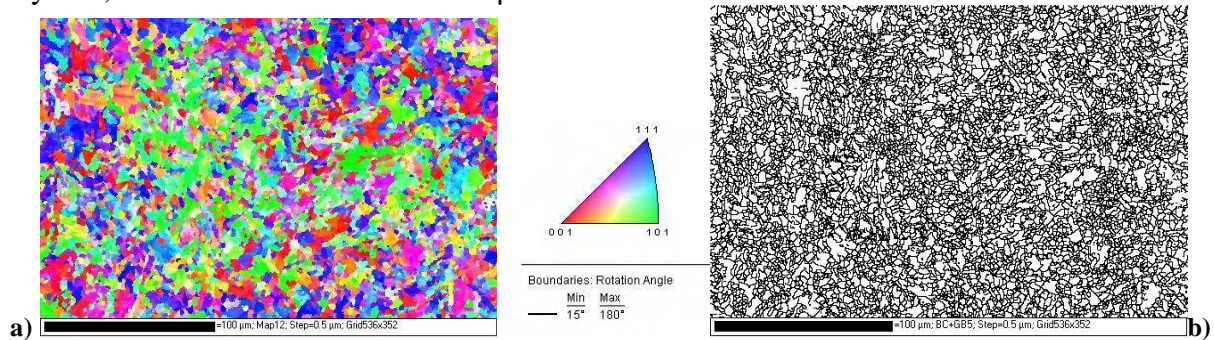 111
001 101
Boundaries: Rotation Angle
Min Max
15° 180°
a) =100 µm; Map12; Step=0.5 µm; Grid536x352
=100 µm; BC+GB5; Step=0.5 µm; Grid536x352 b)